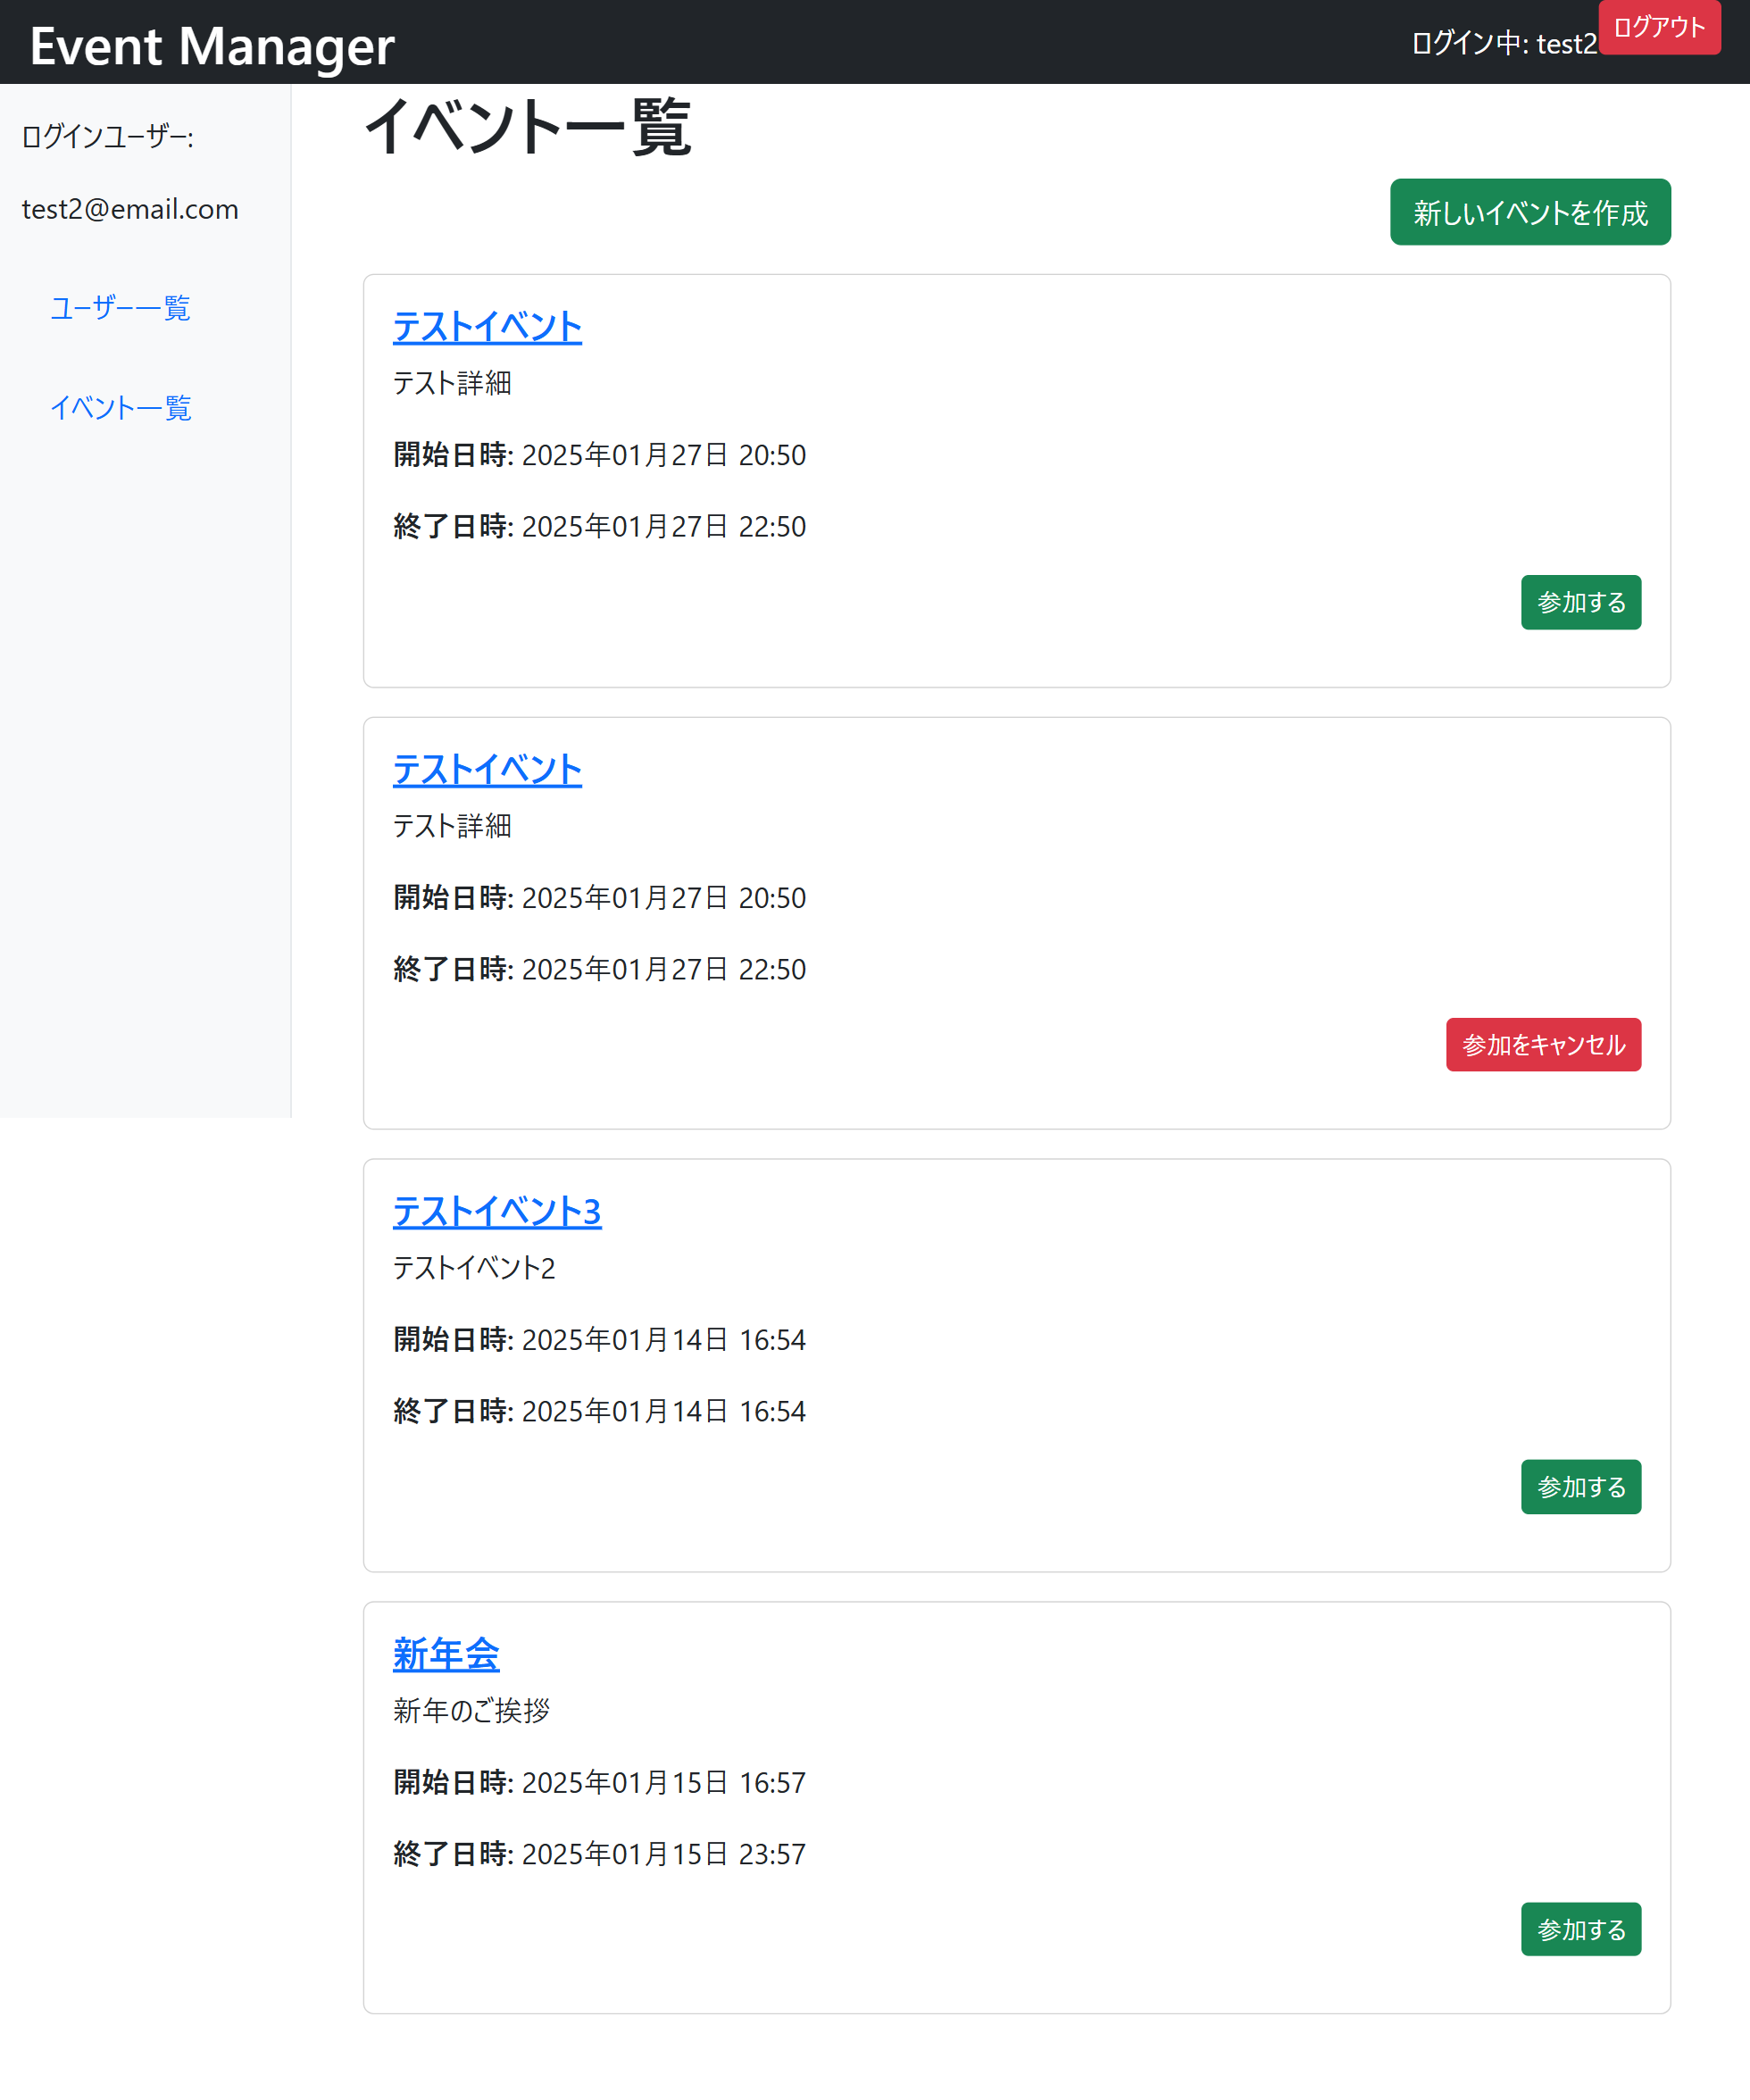 Event Manager
ログイン中: test2
ログアウト
ログインユーザー:
test2@email.com
ユーザー一覧
イベント一覧
イベント一覧
新しいイベントを作成
テストイベント
テスト詳細
開始日時: 2025年01月27日 20:50
終了日時: 2025年01月27日 22:50
参加する
テストイベント
テスト詳細
開始日時: 2025年01月27日 20:50
終了日時: 2025年01月27日 22:50
参加をキャンセル
テストイベント3
テストイベント2
開始日時: 2025年01月14日 16:54
終了日時: 2025年01月14日 16:54
参加する
新年会
新年のご挨拶
開始日時: 2025年01月15日 16:57
終了日時: 2025年01月15日 23:57
参加する